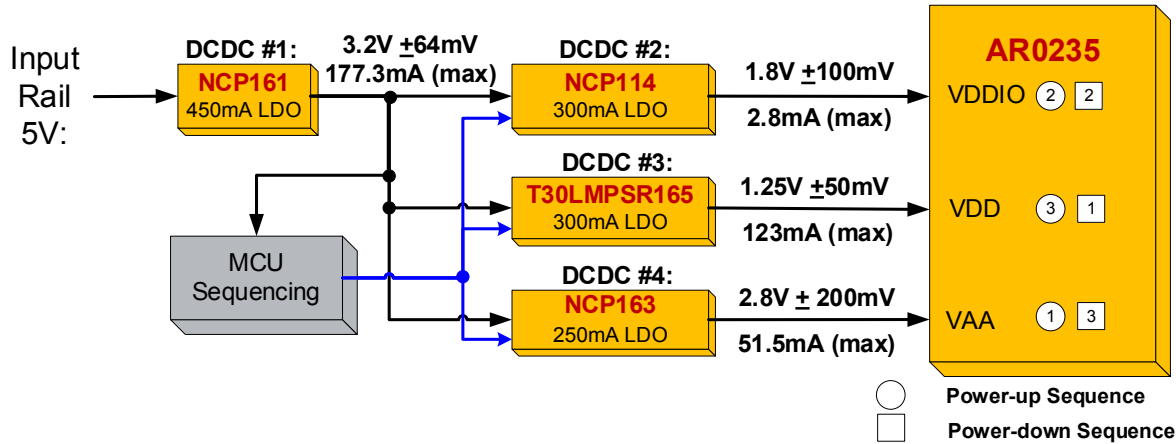 Input
Rail
5V:
DCDC #1:
NCP161
450mA LDO
3.2V ±64mV
177.3mA (max)
MCU
Sequencing
DCDC #2:
NCP114
300mA LDO
1.8V ±100mV
2.8mA (max)
DCDC #3:
T30LMPSR165
300mA LDO
1.25V ±50mV
123mA (max)
DCDC #4:
NCP163
250mA LDO
2.8V ± 200mV
51.5mA (max)
AR0235
VDDIO 2 2
VDD 3 1
VAA 1 3
Power-up Sequence
Power-down Sequence